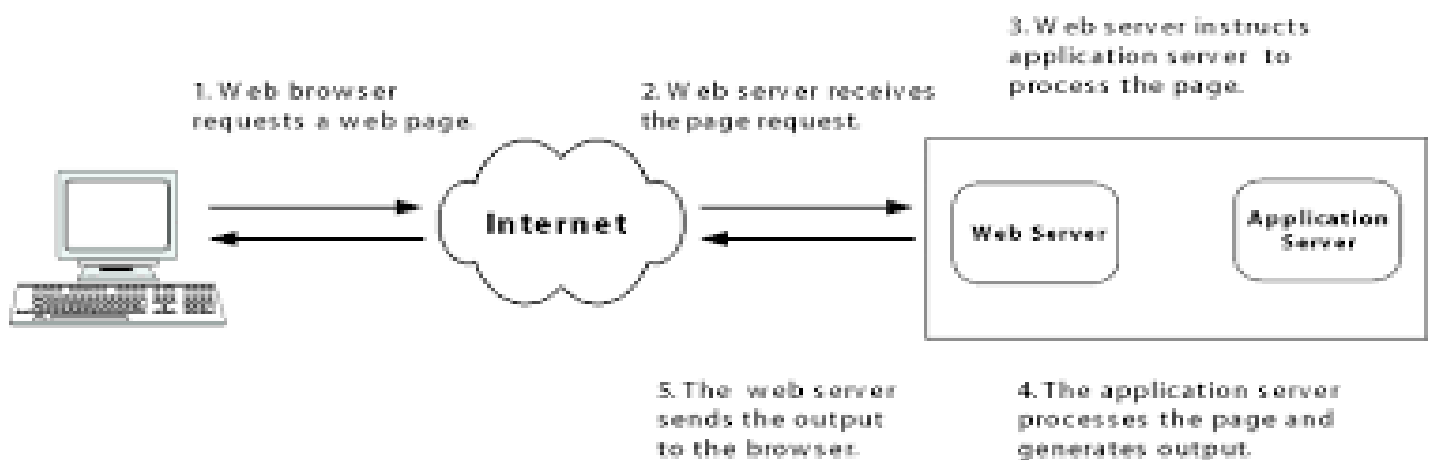 1. Web browser
requests a web page.
2. Web server receives
the page request.
3. Web server instructs
application server to
process the page.
Internet
Web Server
Application
Server
4. The application server
processes the page and
generates output.
5. The web server
sends the output
to the browser.